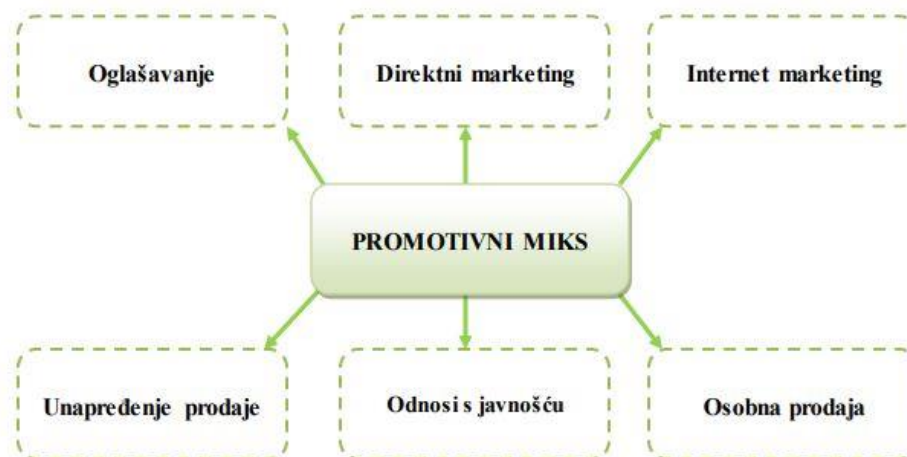 Oglašavanje
Direktni marketing
Internet marketing
PROMOTIVNI MIKS
Unapređenje prodaje
Odnosi s javnošću
Osobna prodaja